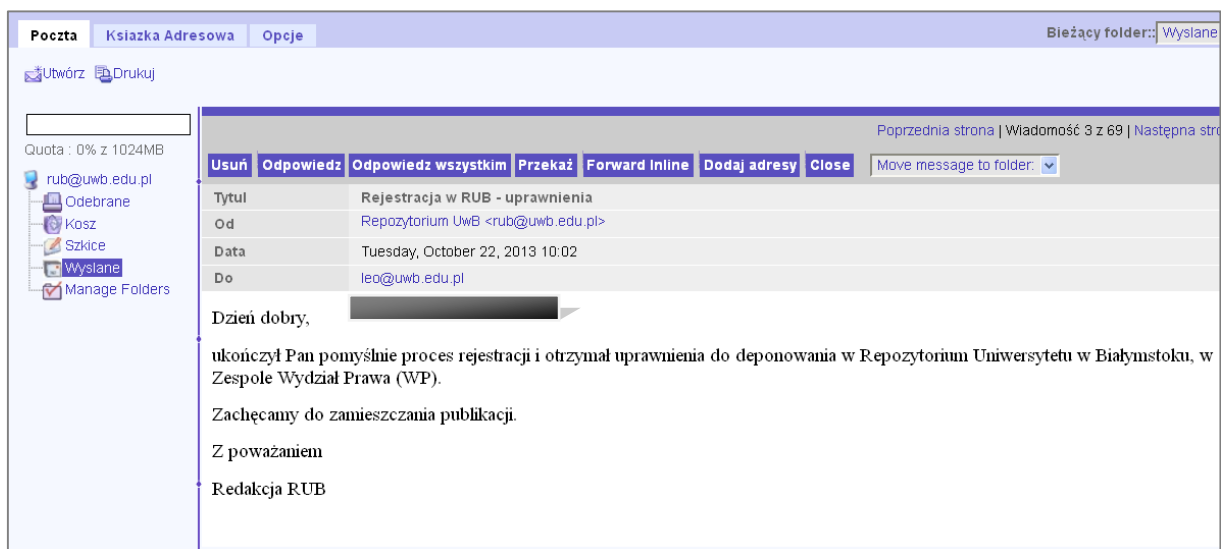 Poczta Ksiazka Adresowa Opcje Bieżący folder:: Wyslane
Utwórz Drukuj
Poprzednia strona | Wiadomość 3 z 69 | Następna
Quota : 0% z 1024MB
Usuń Odpowiedz Odpowiedz wszystkim Przekaż Forward Inline Dodaj adresy Close Move message to folder:
rub@uwb.edu.pl
Odebrane
Kosz
Szkice
Wyslane
Manage Folders
Tytul Rejestracja w RUB - uprawnienia
Od Repozytorium UwB <rub@uwb.edu.pl>
Data Tuesday, October 22, 2013 10:02
Do leo@uwb.edu.pl
Dzień dobry,
ukończył Pan pomyślnie proces rejestracji i otrzymał uprawnienia do deponowania w Repozytorium Uniwersytetu w Białymstoku, w
Zespole Wydział Prawa (WP).
Zachęcamy do zamieszczania publikacji.
Z poważaniem
Redakcja RUB